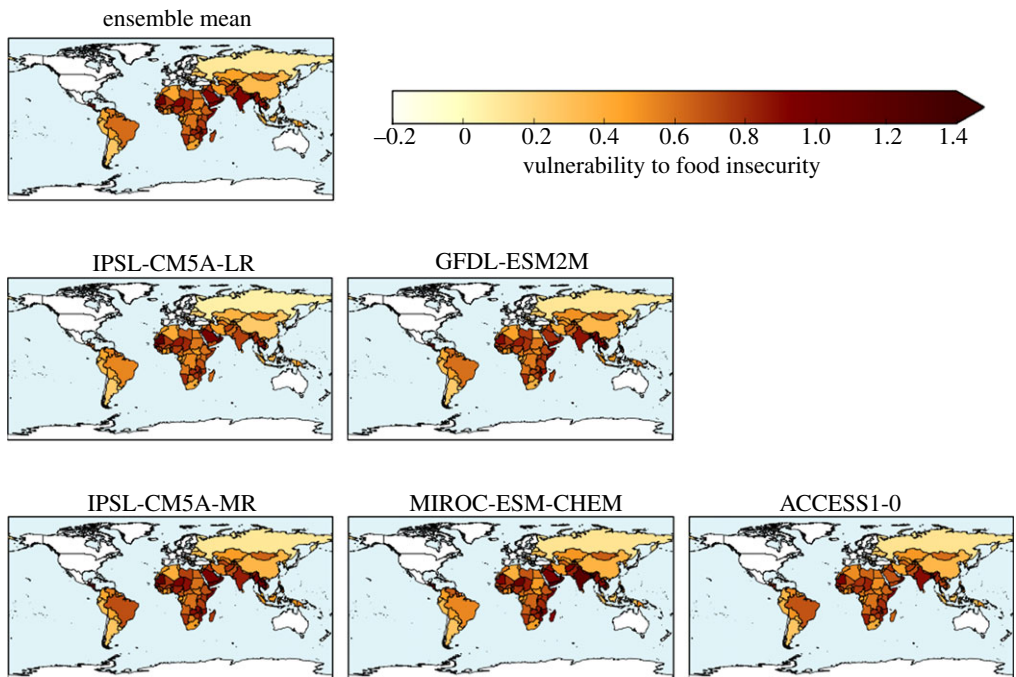 ensemble mean
−0.2 0 0.2 0.4 0.6 0.8 1.0 1.2 1.4
vulnerability to food insecurity
IPSL-CM5A-LR GFDL-ESM2M
IPSL-CM5A-MR MIROC-ESM-CHEM ACCESS1-0